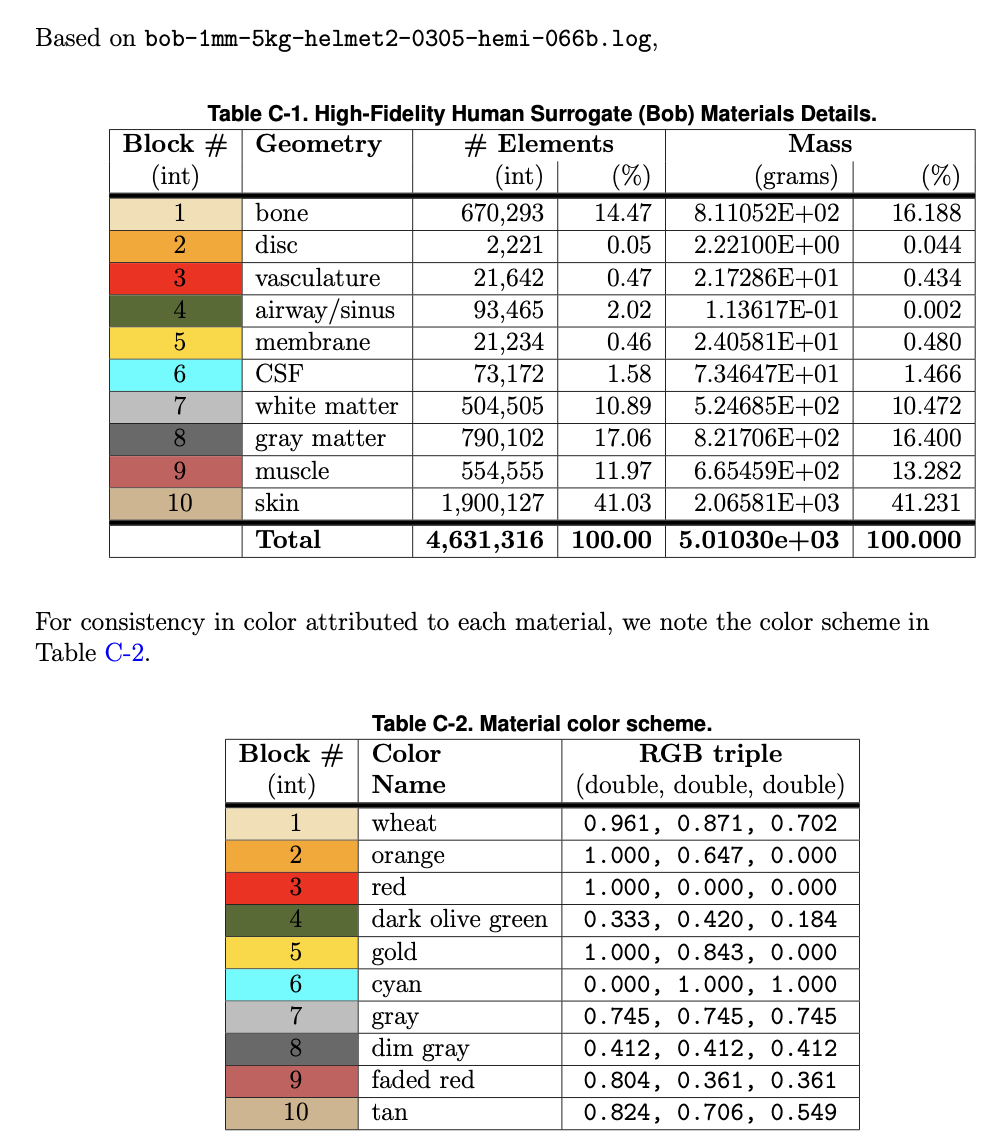 Based on bob-1mm-5kg-helmet2-0305-hemi-066b.log,
Table C-1. High-Fidelity Human Surrogate (Bob) Materials Details.
Block # Geometry # Elements Mass
(int) (int) (%) (grams) (%)
1 bone 670,293 14.47 8.11052E+02 16.188
2 disc 2,221 0.05 2.22100E+00 0.044
3 vasculature 21,642 0.47 2.17286E+01 0.434
4 airway/sinus 93,465 2.02 1.13617E-01 0.002
5 membrane 21,234 0.46 2.40581E+01 0.480
6 CSF 73,172 1.58 7.34647E+01 1.466
7 white matter 504,505 10.89 5.24685E+02 10.472
8 gray matter 790,102 17.06 8.21706E+02 16.400
9 muscle 554,555 11.97 6.65459E+02 13.282
10 skin 1,900,127 41.03 2.06581E+03 41.231
Total 4,631,316 100.00 5.01030e+03 100.000
For consistency in color attributed to each material, we note the color scheme in
Table C-2.
Table C-2. Material color scheme.
Block # Color RGB triple
(int) Name (double, double, double)
1 wheat 0.961, 0.871, 0.702
2 orange 1.000, 0.647, 0.000
3 red 1.000, 0.000, 0.000
4 dark olive green 0.333, 0.420, 0.184
5 gold 1.000, 0.843, 0.000
6 cyan 0.000, 1.000, 1.000
7 gray 0.745, 0.745, 0.745
8 dim gray 0.412, 0.412, 0.412
9 faded red 0.804, 0.361, 0.361
10 tan 0.824, 0.706, 0.549